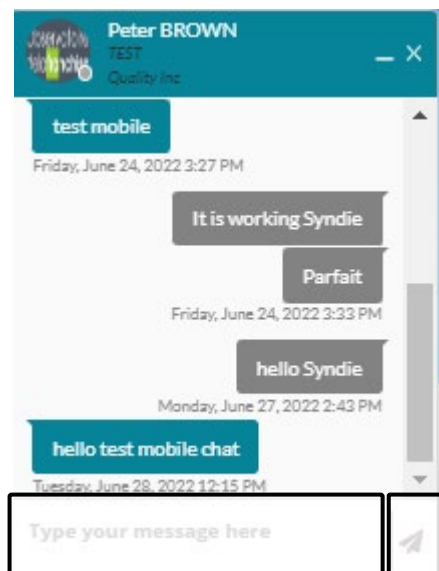 Peter BROWN
TEST
Quality Inc
test mobile
Friday, June 24, 2022 3:27 PM
It is working Syndie
Parfait
Friday, June 24, 2022 3:33 PM
hello Syndie
Monday, June 27, 2022 2:43 PM
hello test mobile chat
Tuesday, June 28, 2022 12:15 PM
Type your message here